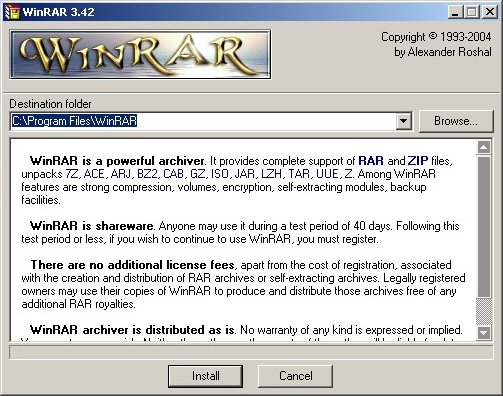 WinRAR 3.42
WINRAR
Copyright © 1993-2004
by Alexander Roshal
Destination folder
C:\Program Files\WinRAR
Browse...
WinRAR is a powerful archiver. It provides complete support of RAR and ZIP files,
unpacks 7Z, ACE, ARJ, BZ2, CAB, GZ, ISO, JAR, LZH, TAR, UUE, Z. Among WinRAR
features are strong compression, volumes, encryption, self-extracting modules, backup
facilities.
WinRAR is shareware. Anyone may use it during a test period of 40 days. Following this
test period or less, if you wish to continue to use WinRAR, you must register.
There are no additional license fees, apart from the cost of registration, associated
with the creation and distribution of RAR archives or self-extracting archives. Legally registered
owners may use their copies of WinRAR to produce and distribute those archives free of any
additional RAR royalties.
WinRAR archiver is distributed as is. No warranty of any kind is expressed or implied.
Install
Cancel